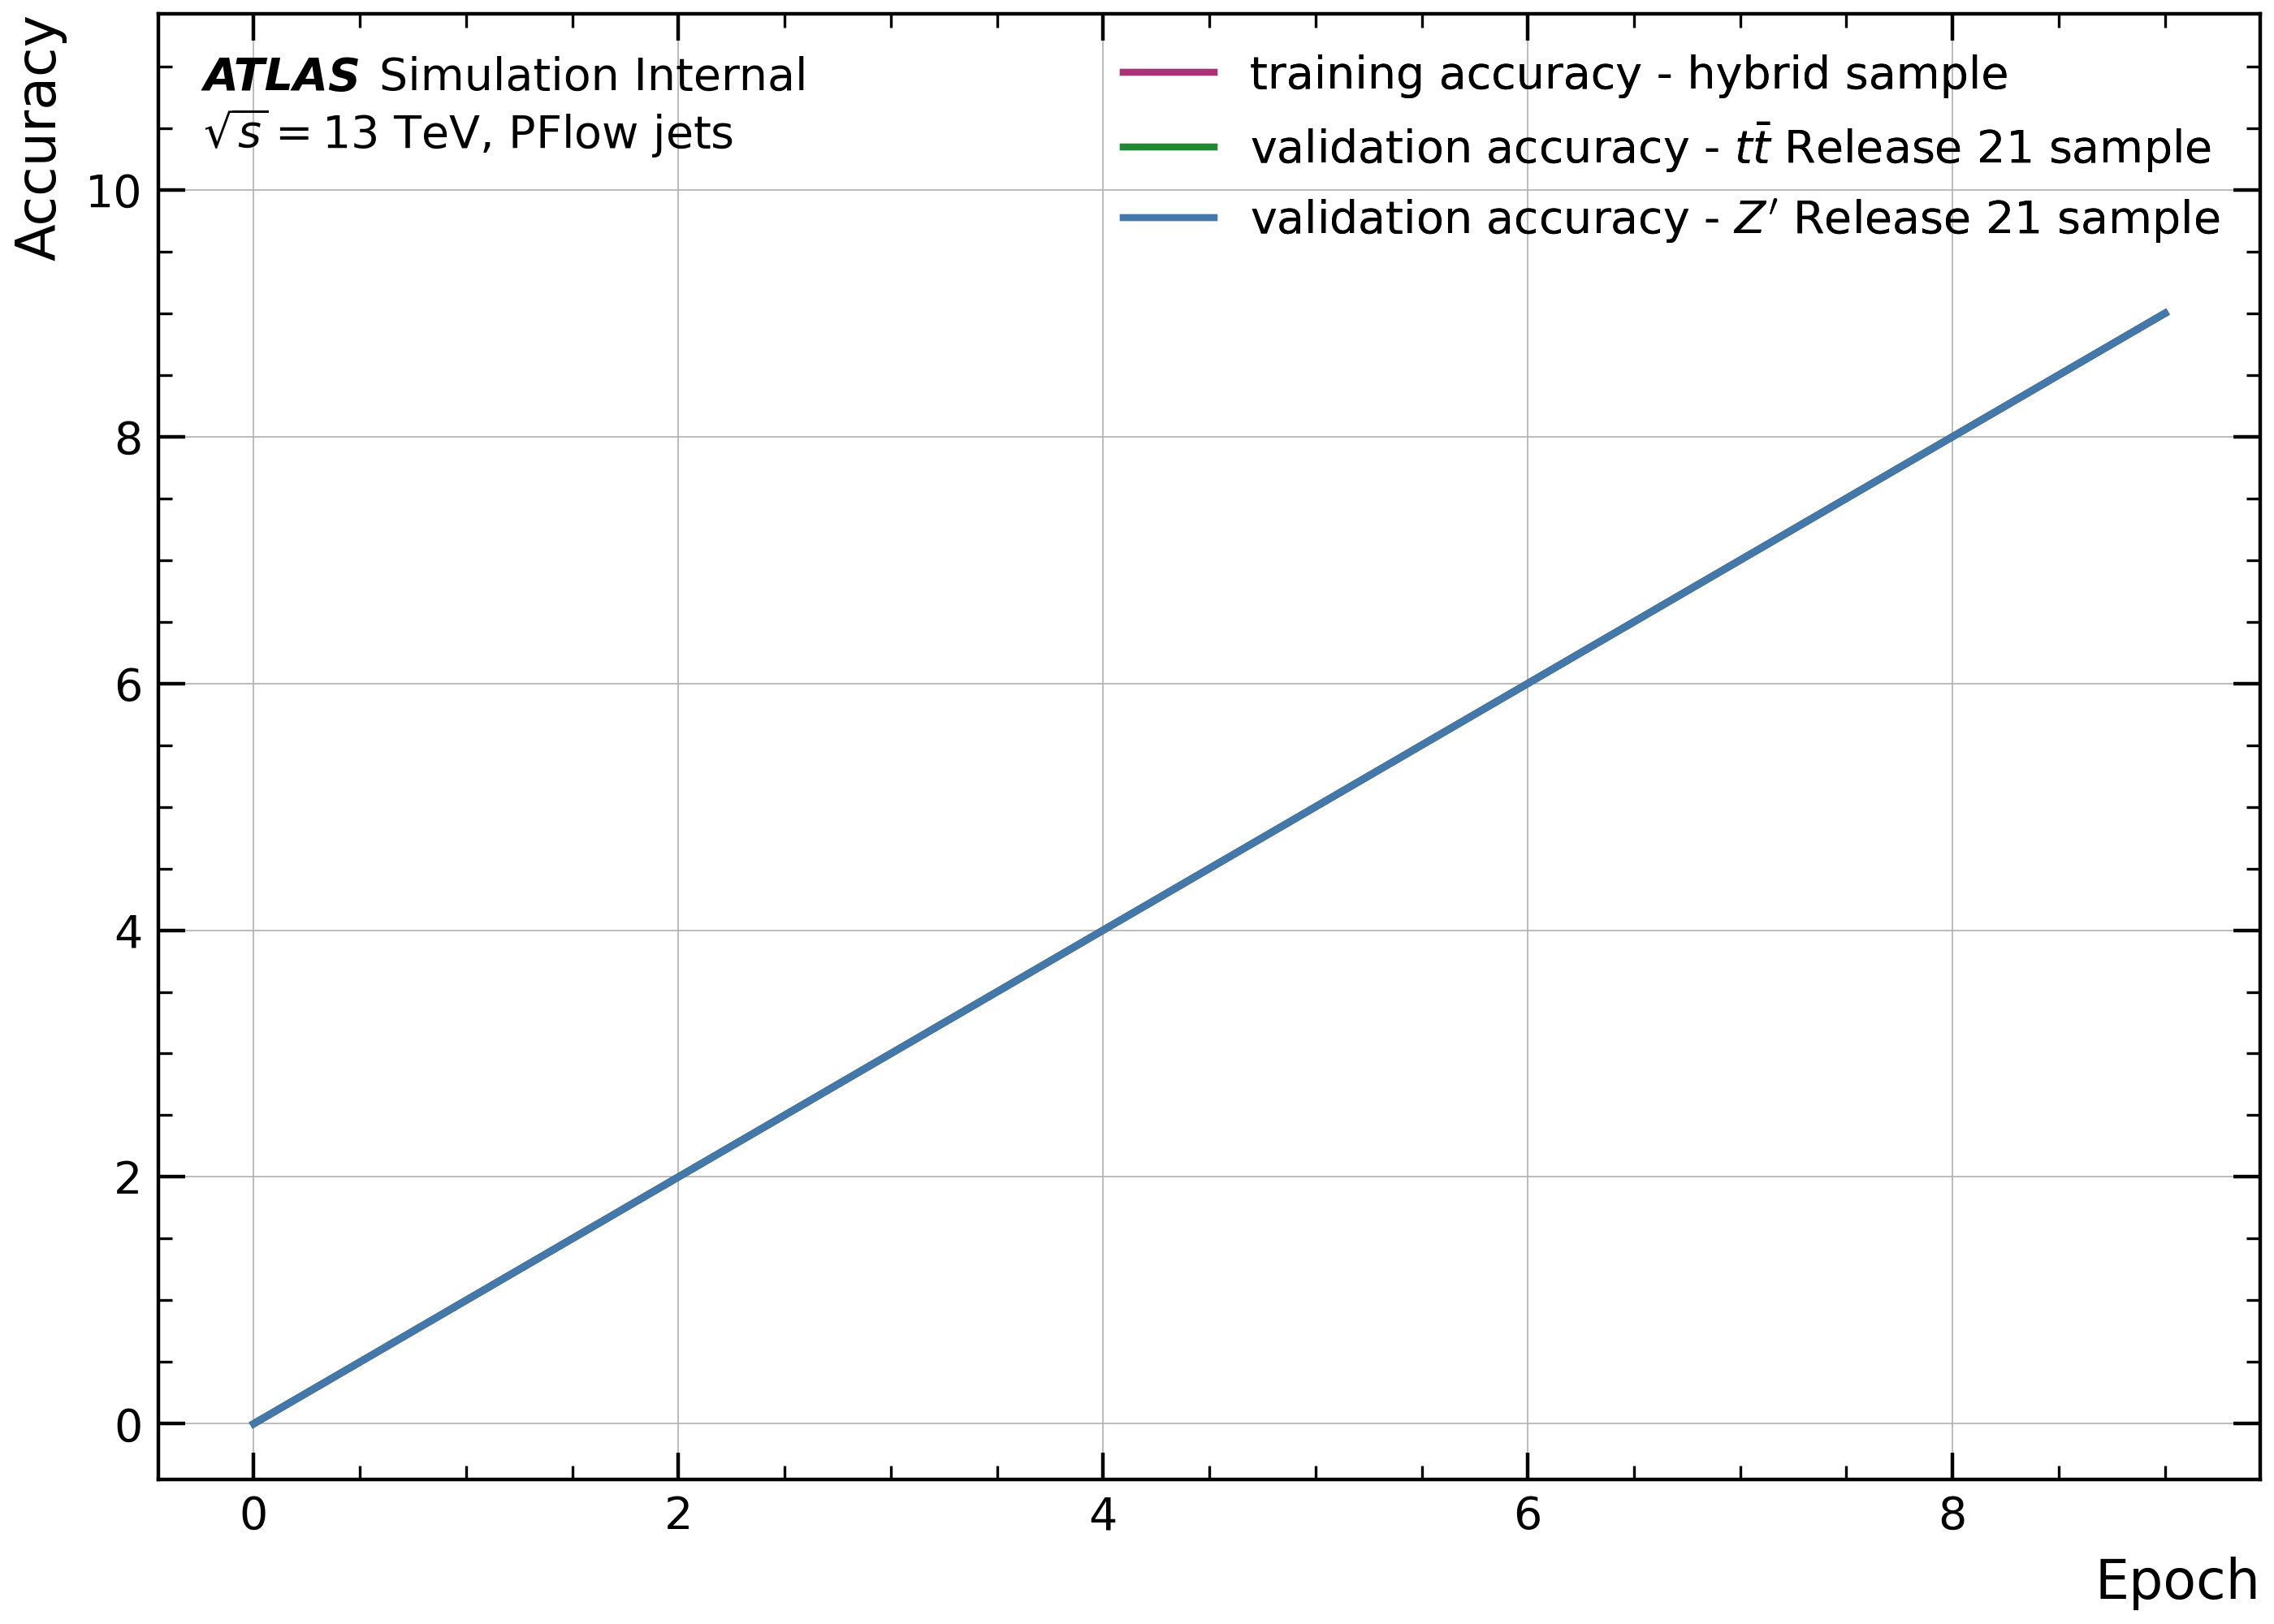 Accuracy
ATLAS Simulation Internal
√s = 13 TeV, PFlow jets
training accuracy - hybrid sample
validation accuracy - tt̄ Release 21 sample
validation accuracy - Z′ Release 21 sample
10
8
6
4
2
0
0 2 4 6 8
Epoch